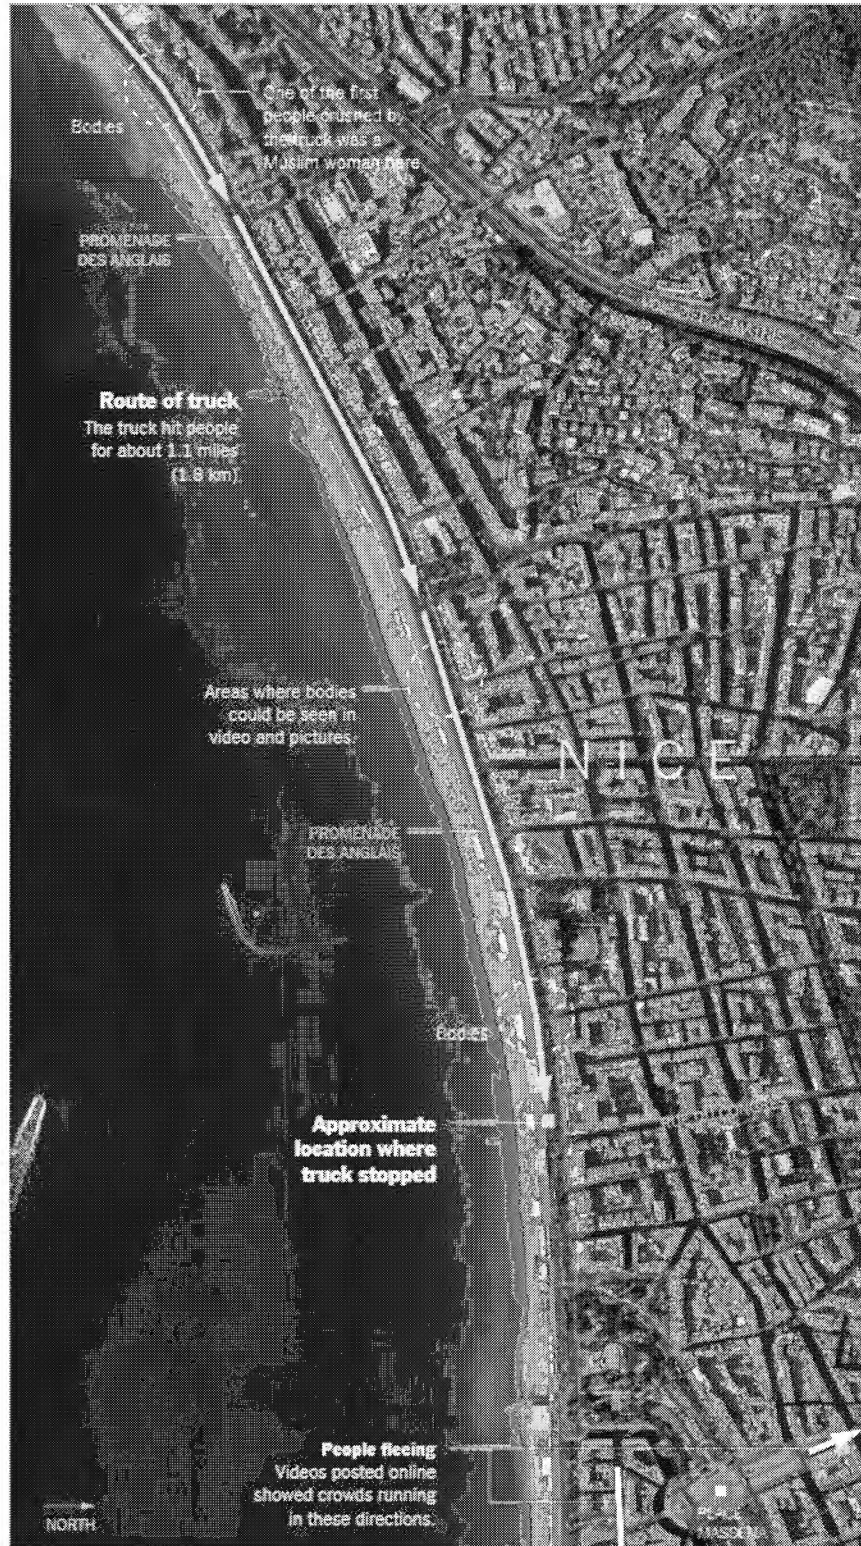 One of the first
people crushed by
the truck was a
Muslim woman here.
Bodies
PROMENADE
DES ANGLAIS
Route of truck
The truck hit people
for about 1.1 miles
(1.8 km).
Areas where bodies
could be seen in
video and pictures.
NICE
PROMENADE
DES ANGLAIS
Bodies
Approximate
location where
truck stopped
People fleeing
Videos posted online
showed crowds running
in these directions.
NORTH
PLACE
MASSENA